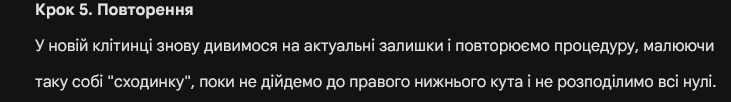 Крок 5. Повторення
У новій клітинці знову дивимося на актуальні залишки і повторюємо процедуру, малюючи
таку собі "сходинку", поки не дійдемо до правого нижнього кута і не розподілимо всі нулі.